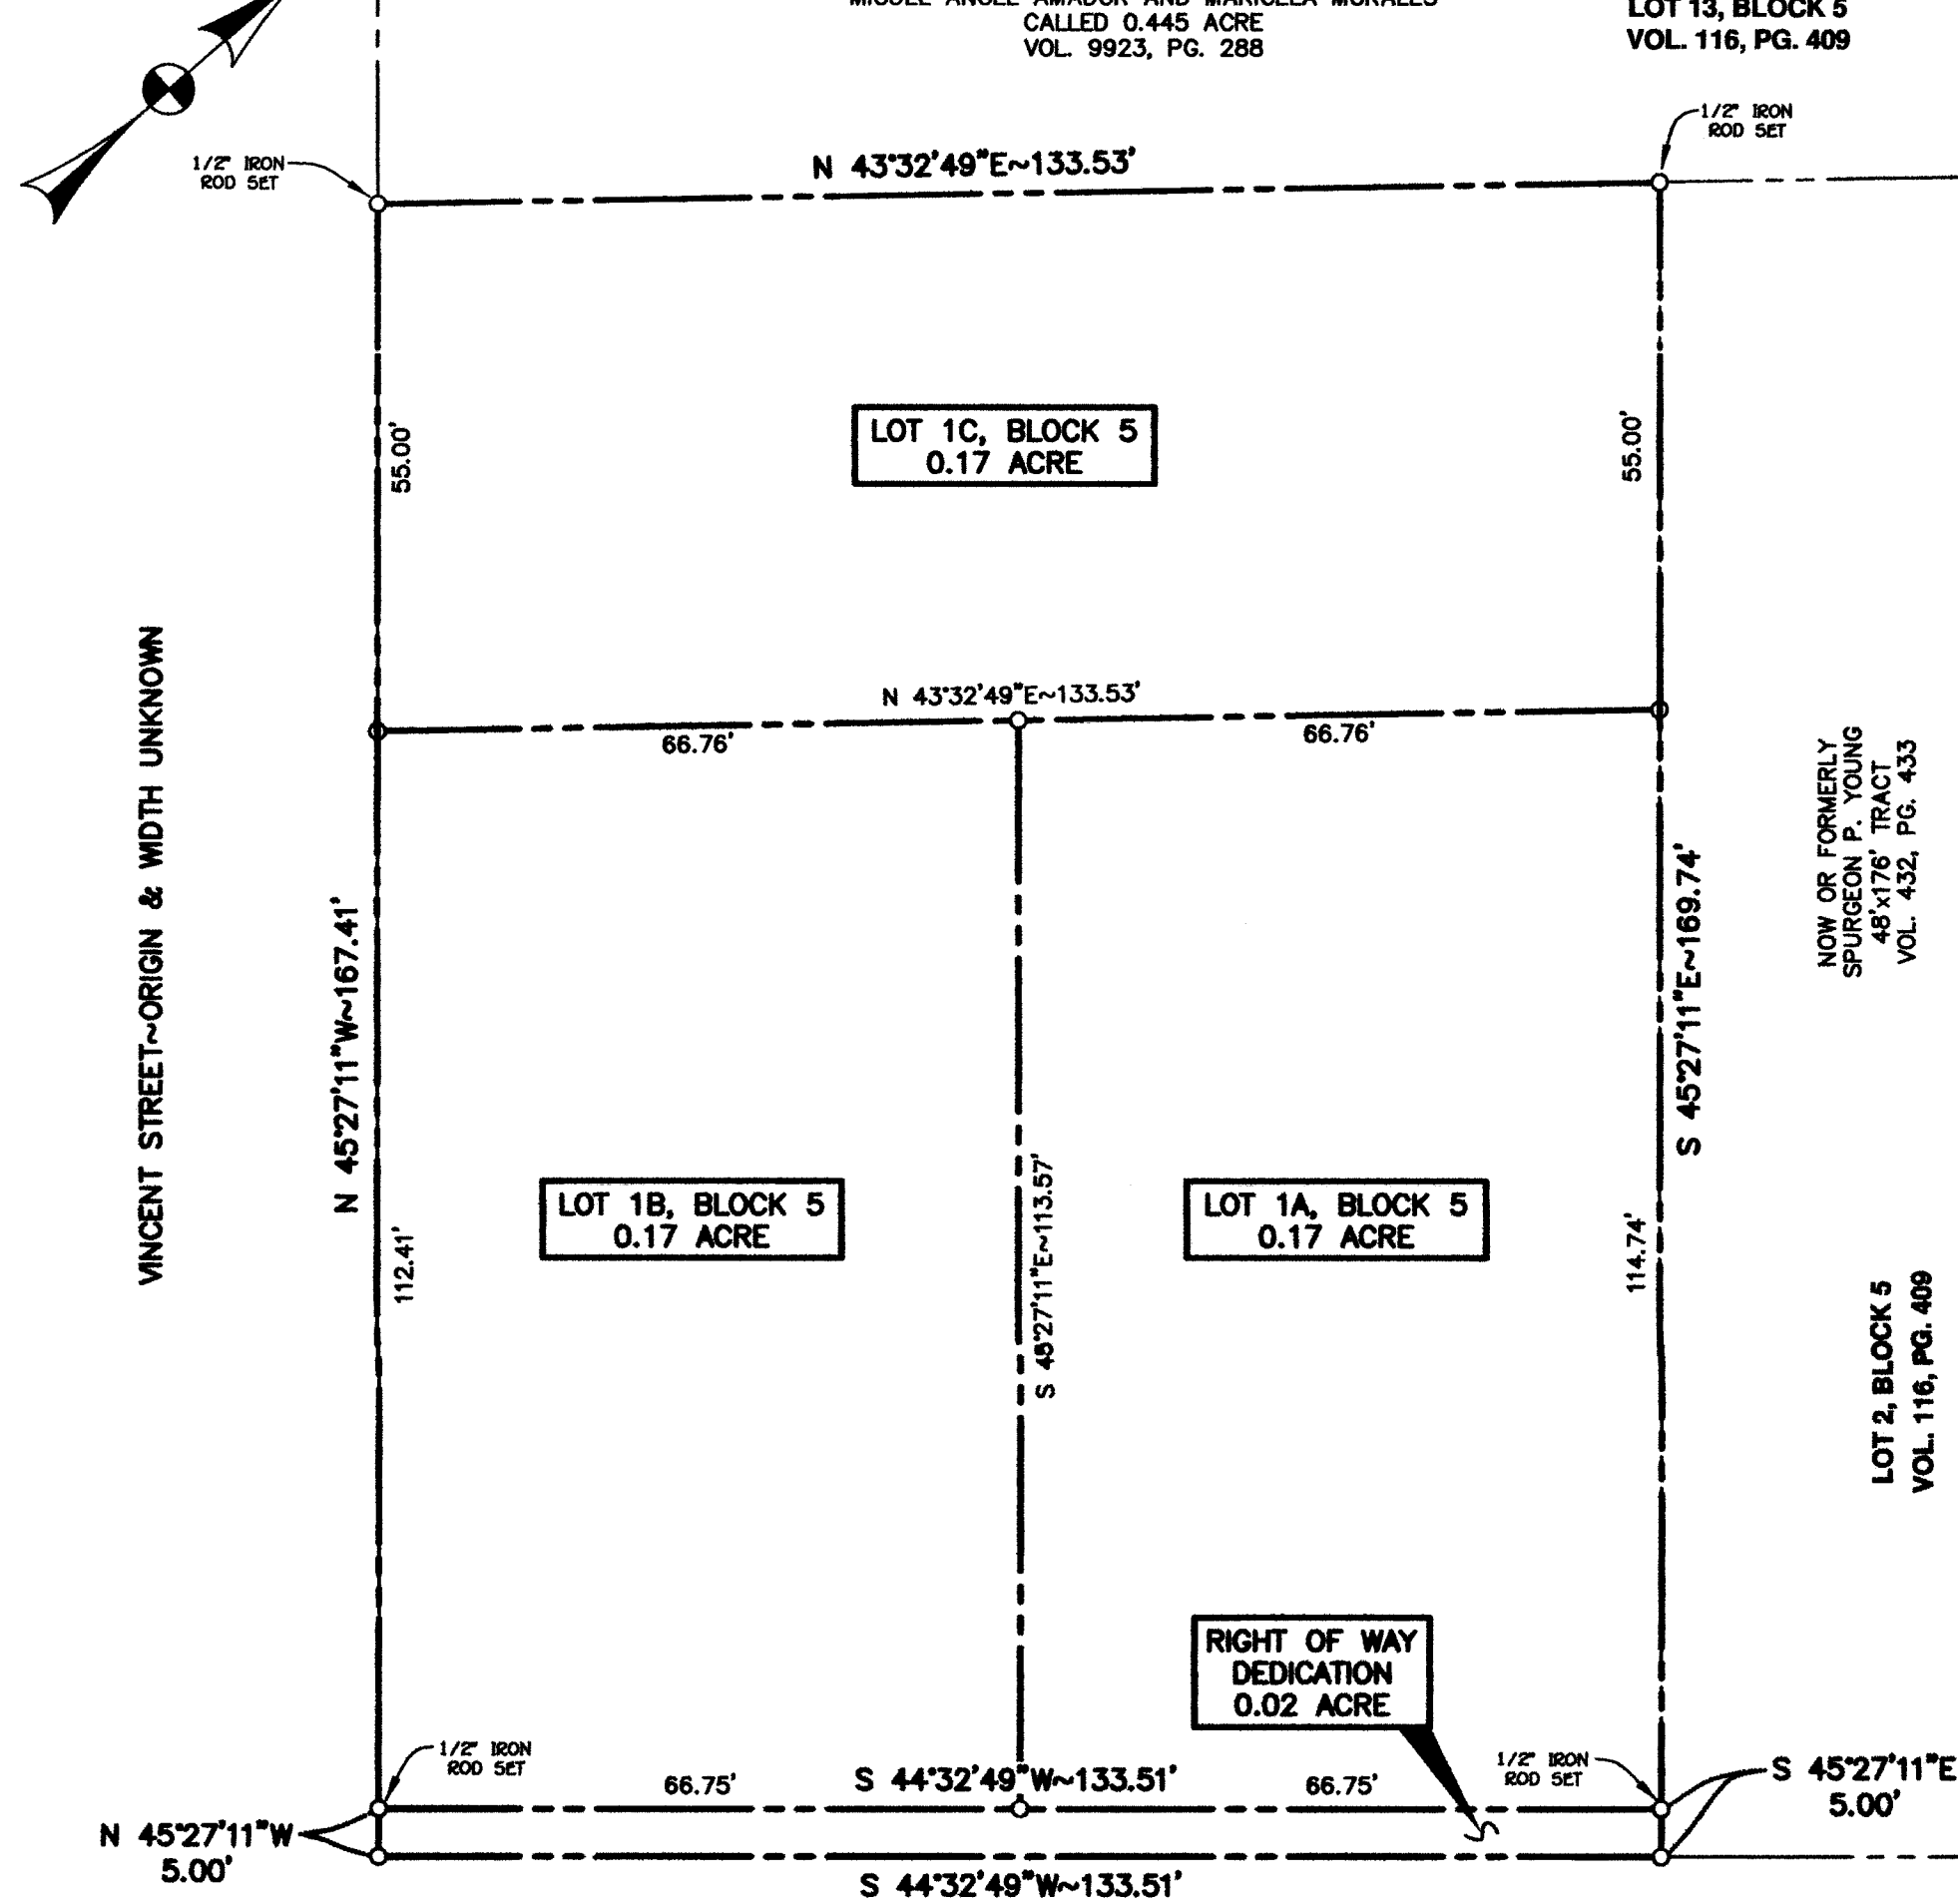 CALLED 0.445 ACRE
VOL. 9923, PG. 288
LOT 13, BLOCK 5
VOL. 116, PG. 409
1/2" IRON
ROD SET
1/2" IRON
ROD SET
N 43°32'49"E~133.53'
55.00'
LOT 1C, BLOCK 5
0.17 ACRE
55.00'
N 43°32'49"E~133.53'
66.76'
66.76'
VINCENT STREET~ORIGIN & WIDTH UNKNOWN
N 45°27'11"W~167.41'
112.41'
LOT 1B, BLOCK 5
0.17 ACRE
S 45°27'11"E~113.57'
LOT 1A, BLOCK 5
0.17 ACRE
114.74'
S 45°27'11"E~169.74'
NOW OR FORMERLY
SPURGEON P. YOUNG
48'x176' TRACT
VOL. 432, PG. 433
LOT 2, BLOCK 5
VOL. 116, PG. 409
RIGHT OF WAY
DEDICATION
0.02 ACRE
1/2" IRON
ROD SET
66.75'
S 44°32'49"W~133.51'
66.75'
1/2" IRON
ROD SET
S 45°27'11"E
5.00'
N 45°27'11"W
5.00'
S 44°32'49"W~133.51'